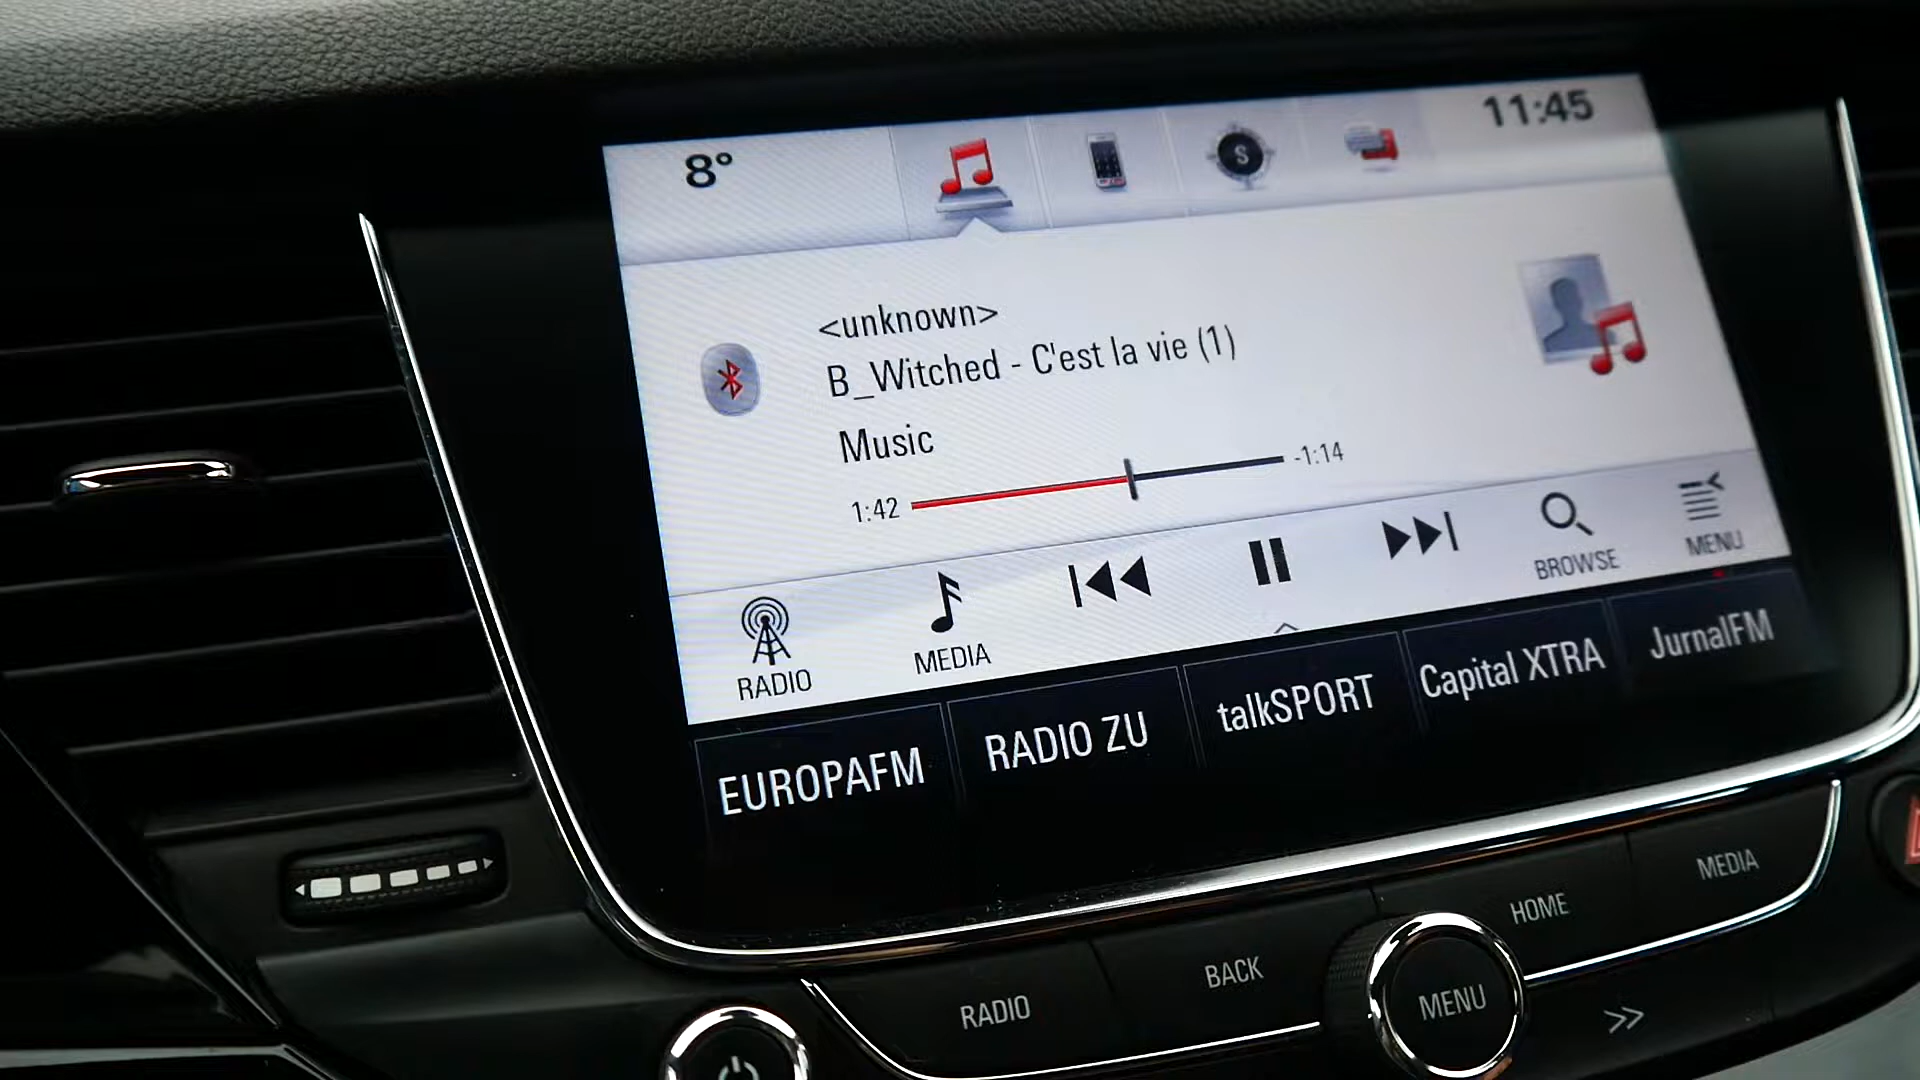 8°
S
11:45
<unknown>
B_Witched - C'est la vie (1)
Music
1:42
-1:14
RADIO
MEDIA
BROWSE
MENU
EUROPAFM
RADIO ZU
talkSPORT
Capital XTRA
JurnalFM
RADIO
BACK
MENU
HOME
MEDIA